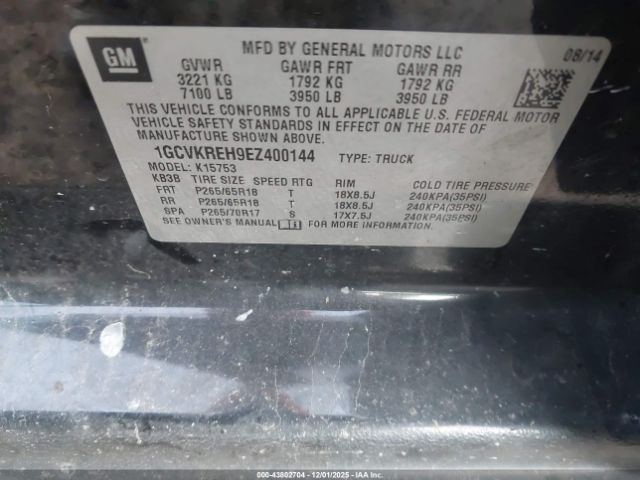 GM
MFD BY GENERAL MOTORS LLC
08/14
GVWR GAWR FRT GAWR RR
3221 KG 1792 KG 1792 KG
7100 LB 3950 LB 3950 LB
THIS VEHICLE CONFORMS TO ALL APPLICABLE U.S. FEDERAL MOTOR
VEHICLE SAFETY STANDARDS IN EFFECT ON THE DATE OF
MANUFACTURE SHOWN ABOVE.
1GCVKREH9EZ400144 TYPE: TRUCK
MODEL: K15753
KB3B TIRE SIZE SPEED RTG RIM COLD TIRE PRESSURE
FRT P265/65R18 T 18X8.5J 240KPA(35PSI)
RR P265/65R18 T 18X8.5J 240KPA(35PSI)
SPA P265/70R17 S 17X7.5J 240KPA(35PSI)
SEE OWNER'S MANUAL FOR MORE INFORMATION.
000-43802704 - 12/01/2025 - COPYRIGHT IAA, LLC.